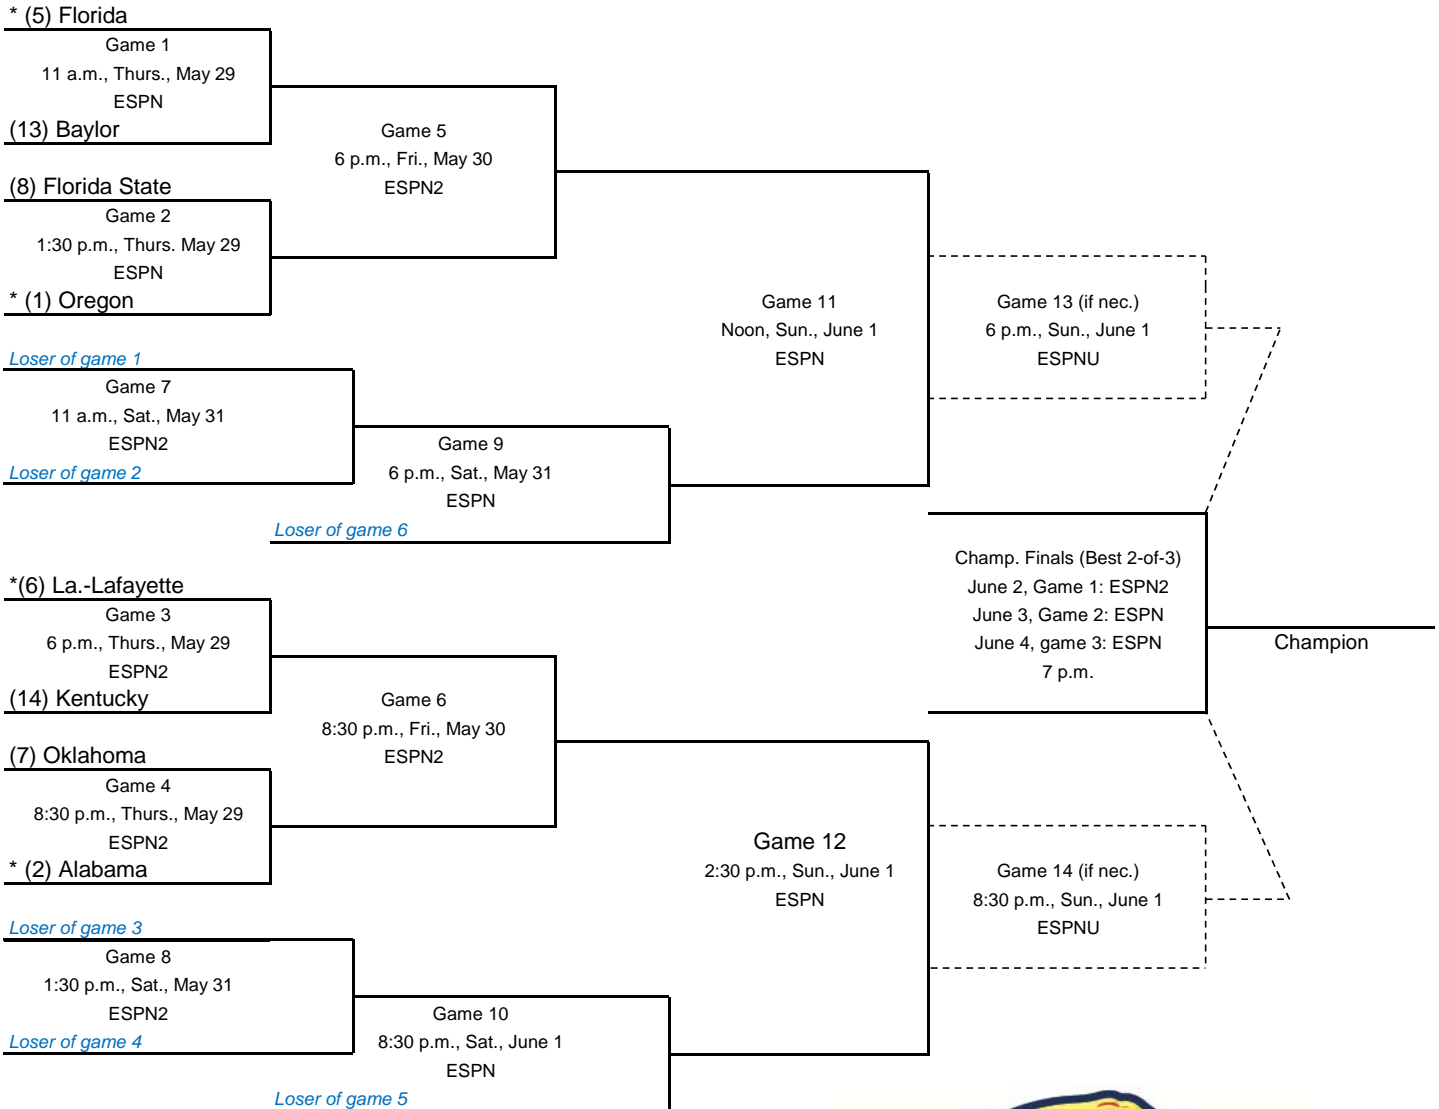 * (5) Florida
Game 1
11 a.m., Thurs., May 29
ESPN
(13) Baylor
Game 5
6 p.m., Fri., May 30
ESPN2
(8) Florida State
Game 2
1:30 p.m., Thurs. May 29
ESPN
* (1) Oregon
Game 11
Noon, Sun., June 1
ESPN
Game 13 (if nec.)
6 p.m., Sun., June 1
ESPNU
Loser of game 1
Game 7
11 a.m., Sat., May 31
ESPN2
Loser of game 2
Game 9
6 p.m., Sat., May 31
ESPN
Loser of game 6
Champ. Finals (Best 2-of-3)
June 2, Game 1: ESPN2
June 3, Game 2: ESPN
June 4, game 3: ESPN
7 p.m.
Champion
*(6) La.-Lafayette
Game 3
6 p.m., Thurs., May 29
ESPN2
(14) Kentucky
Game 6
8:30 p.m., Fri., May 30
ESPN2
(7) Oklahoma
Game 4
8:30 p.m., Thurs., May 29
ESPN2
* (2) Alabama
Game 12
2:30 p.m., Sun., June 1
ESPN
Game 14 (if nec.)
8:30 p.m., Sun., June 1
ESPNU
Loser of game 3
Game 8
1:30 p.m., Sat., May 31
ESPN2
Loser of game 4
Game 10
8:30 p.m., Sat., June 1
ESPN
Loser of game 5